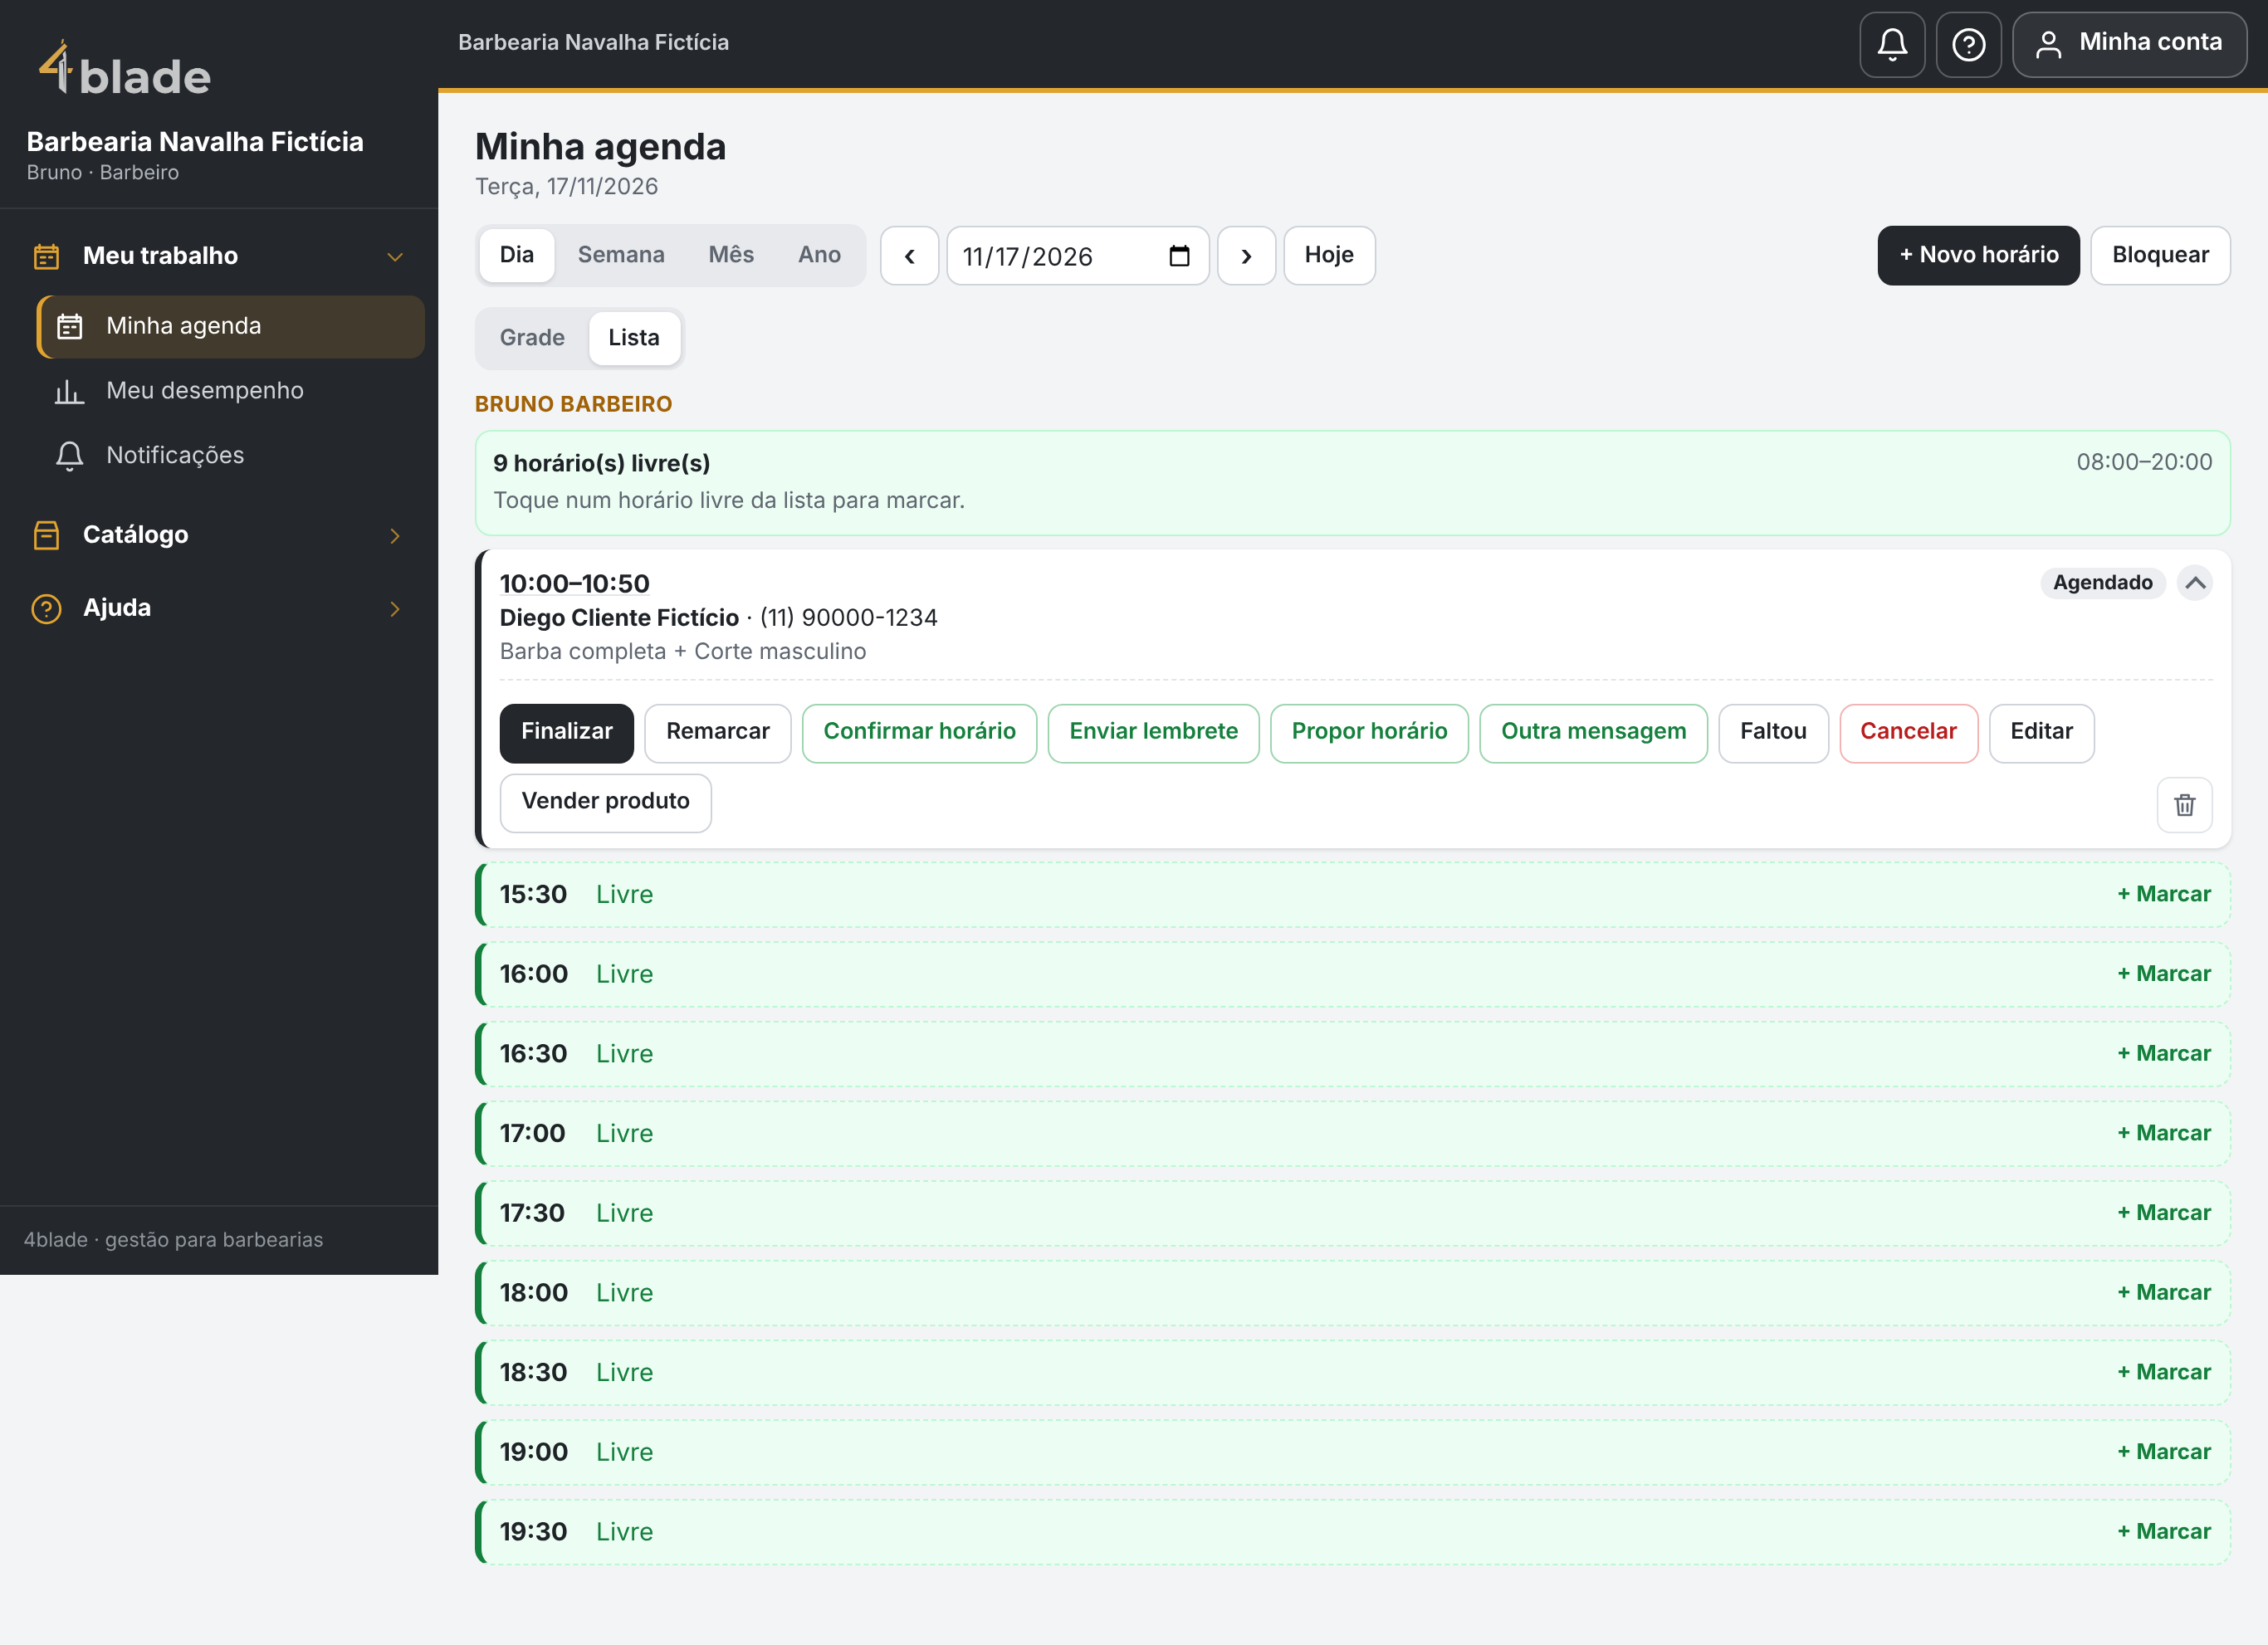 4blade
Barbearia Navalha Fictícia
Bruno · Barbeiro
Meu trabalho
Minha agenda
Meu desempenho
Notificações
Catálogo
Ajuda
4blade · gestão para barbearias
Barbearia Navalha Fictícia
Minha conta
Minha agenda
Terça, 17/11/2026
Dia Semana Mês Ano ‹ 11/17/2026 › Hoje + Novo horário Bloquear
Grade Lista
BRUNO BARBEIRO
9 horário(s) livre(s) 08:00–20:00
Toque num horário livre da lista para marcar.
10:00–10:50 Agendado
Diego Cliente Fictício · (11) 90000-1234
Barba completa + Corte masculino
Finalizar Remarcar Confirmar horário Enviar lembrete Propor horário Outra mensagem Faltou Cancelar Editar
Vender produto
15:30 Livre + Marcar
16:00 Livre + Marcar
16:30 Livre + Marcar
17:00 Livre + Marcar
17:30 Livre + Marcar
18:00 Livre + Marcar
18:30 Livre + Marcar
19:00 Livre + Marcar
19:30 Livre + Marcar